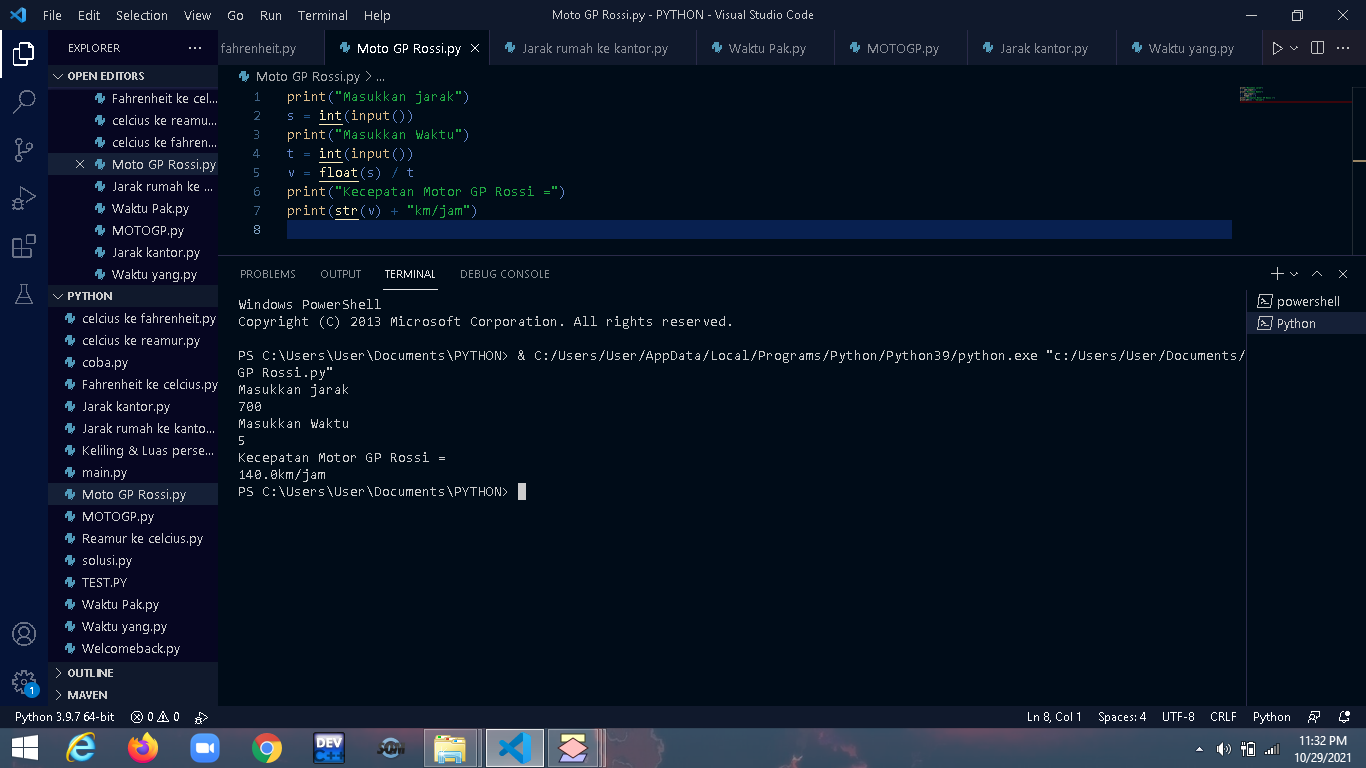 File Edit Selection View Go Run Terminal Help
Moto GP Rossi.py - PYTHON - Visual Studio Code
EXPLORER
OPEN EDITORS
Fahrenheit ke cel...
celcius ke reamu...
celcius ke fahren...
Moto GP Rossi.py
Jarak rumah ke ...
Waktu Pak.py
MOTOGP.py
Jarak kantor.py
Waktu yang.py
PYTHON
celcius ke fahrenheit.py
celcius ke reamur.py
coba.py
Fahrenheit ke celcius.py
Jarak kantor.py
Jarak rumah ke kanto...
Keliling & Luas perse...
main.py
Moto GP Rossi.py
MOTOGP.py
Reamur ke celcius.py
solusi.py
TEST.PY
Waktu Pak.py
Waktu yang.py
Welcomeback.py
OUTLINE
MAVEN
fahrenheit.py Moto GP Rossi.py Jarak rumah ke kantor.py Waktu Pak.py MOTOGP.py Jarak kantor.py Waktu yang.py
Moto GP Rossi.py > ...
1 print("Masukkan jarak")
2 s = int(input())
3 print("Masukkan Waktu")
4 t = int(input())
5 v = float(s) / t
6 print("Kecepatan Motor GP Rossi =")
7 print(str(v) + "km/jam")
8
PROBLEMS OUTPUT TERMINAL DEBUG CONSOLE
Windows PowerShell
Copyright (C) 2013 Microsoft Corporation. All rights reserved.
PS C:\Users\User\Documents\PYTHON> & C:/Users/User/AppData/Local/Programs/Python/Python39/python.exe "c:/Users/User/Documents/
GP Rossi.py"
Masukkan jarak
700
Masukkan Waktu
5
Kecepatan Motor GP Rossi =
140.0km/jam
PS C:\Users\User\Documents\PYTHON>
powershell
Python
1
Python 3.9.7 64-bit 0 0
Ln 8, Col 1 Spaces: 4 UTF-8 CRLF Python
DEV
C++
11:32 PM
10/29/2021